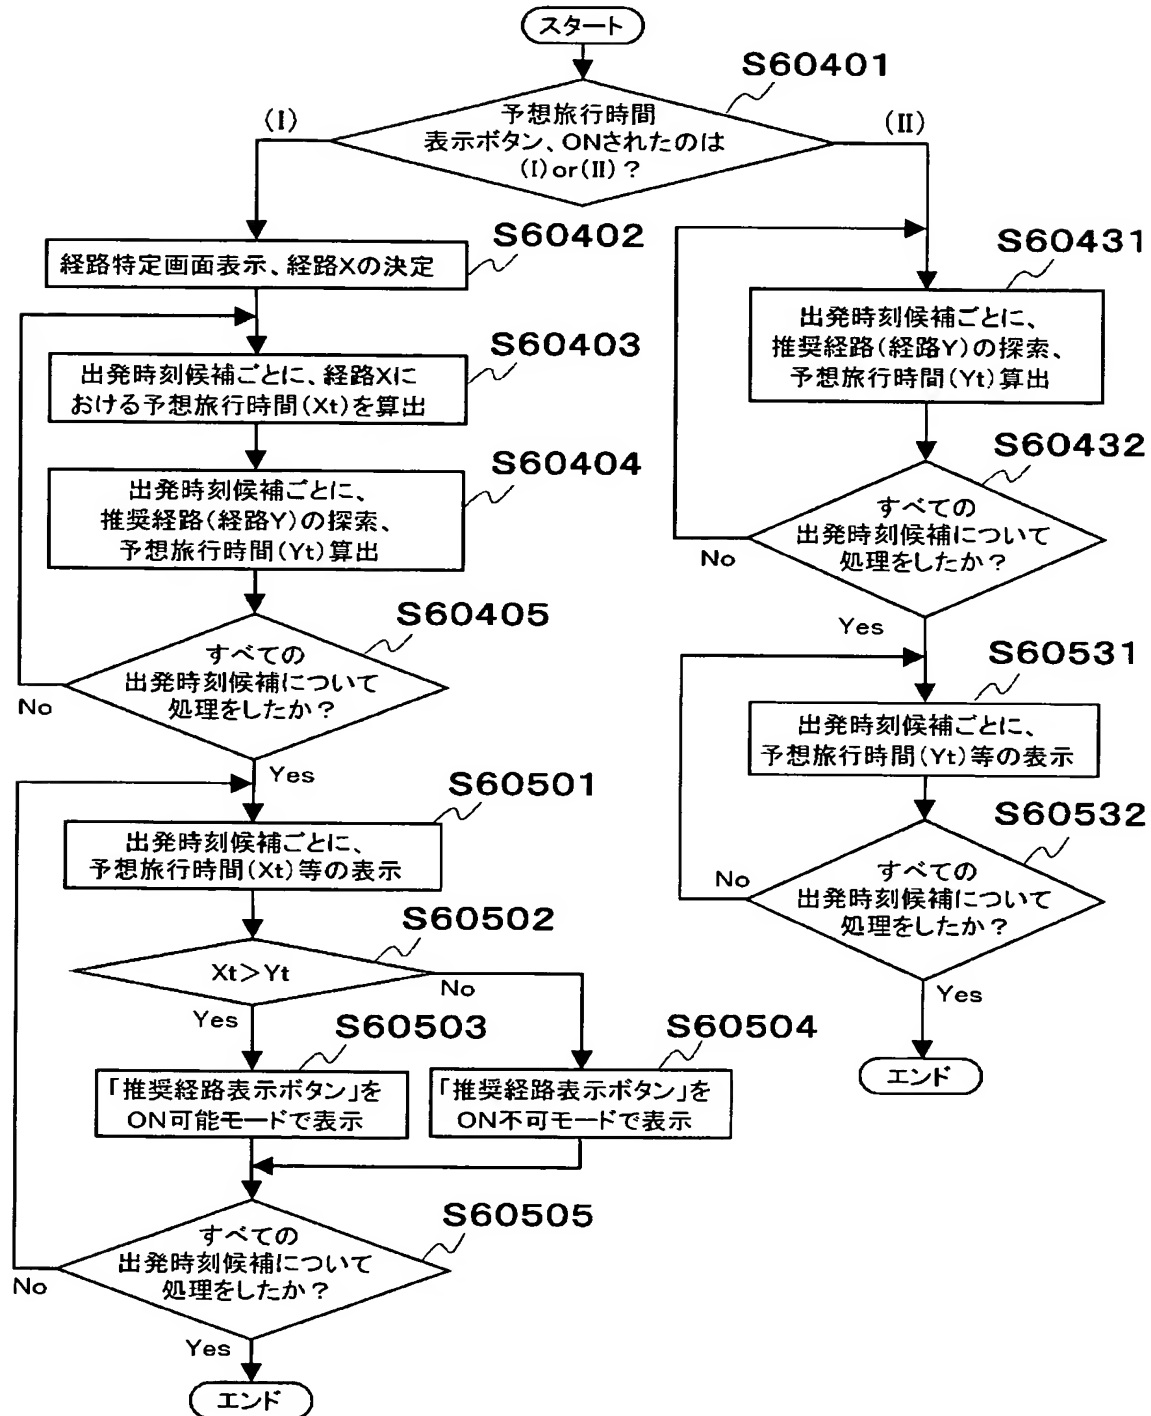 スタート
S60401
予想旅行時間
表示ボタン、ONされたのは
(I)or(II)?
(I)
(II)
S60402
経路特定画面表示、経路Xの決定
S60403
出発時刻候補ごとに、経路Xに
おける予想旅行時間(Xt)を算出
S60404
出発時刻候補ごとに、
推奨経路(経路Y)の探索、
予想旅行時間(Yt)算出
S60405
すべての
出発時刻候補について
処理をしたか?
No
Yes
S60501
出発時刻候補ごとに、
予想旅行時間(Xt)等の表示
S60502
Xt>Yt
No
Yes
S60503
「推奨経路表示ボタン」を
ON可能モードで表示
S60504
「推奨経路表示ボタン」を
ON不可モードで表示
S60505
すべての
出発時刻候補について
処理をしたか?
No
Yes
エンド
S60431
出発時刻候補ごとに、
推奨経路(経路Y)の探索、
予想旅行時間(Yt)算出
S60432
すべての
出発時刻候補について
処理をしたか?
No
Yes
S60531
出発時刻候補ごとに、
予想旅行時間(Yt)等の表示
S60532
すべての
出発時刻候補について
処理をしたか?
No
Yes
エンド